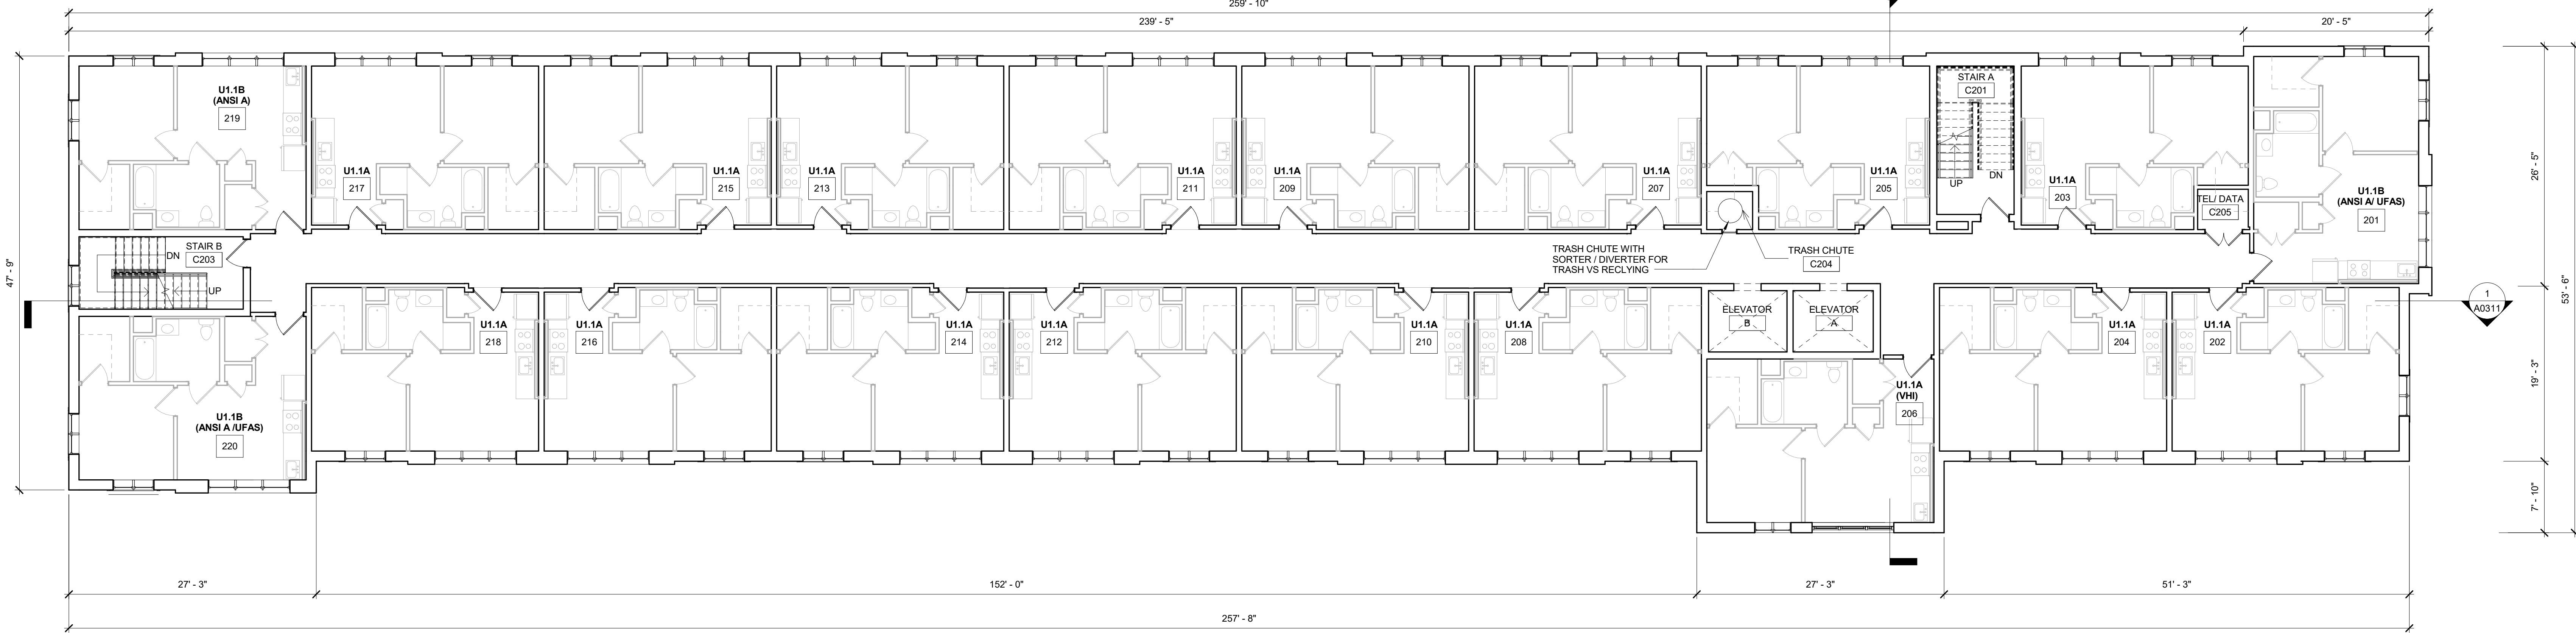 259' - 10"
239' - 5"
20' - 5"
U1.1B
(ANSI A)
219
U1.1A
217
U1.1A
215
U1.1A
213
U1.1A
211
U1.1A
209
U1.1A
207
U1.1A
205
STAIR A
C201
UP
DN
U1.1A
203
TEL/ DATA
C205
U1.1B
(ANSI A/ UFAS)
201
26' - 5"
47' - 9"
53' - 6"
STAIR B
C203
DN
UP
TRASH CHUTE WITH
SORTER / DIVERTER FOR
TRASH VS RECLYING
TRASH CHUTE
C204
ELEVATOR
B
ELEVATOR
A
1
A0311
U1.1B
(ANSI A /UFAS)
220
U1.1A
218
U1.1A
216
U1.1A
214
U1.1A
212
U1.1A
210
U1.1A
208
U1.1A
(VHI)
206
U1.1A
204
U1.1A
202
19' - 3"
7' - 10"
27' - 3"
152' - 0"
27' - 3"
51' - 3"
257' - 8"